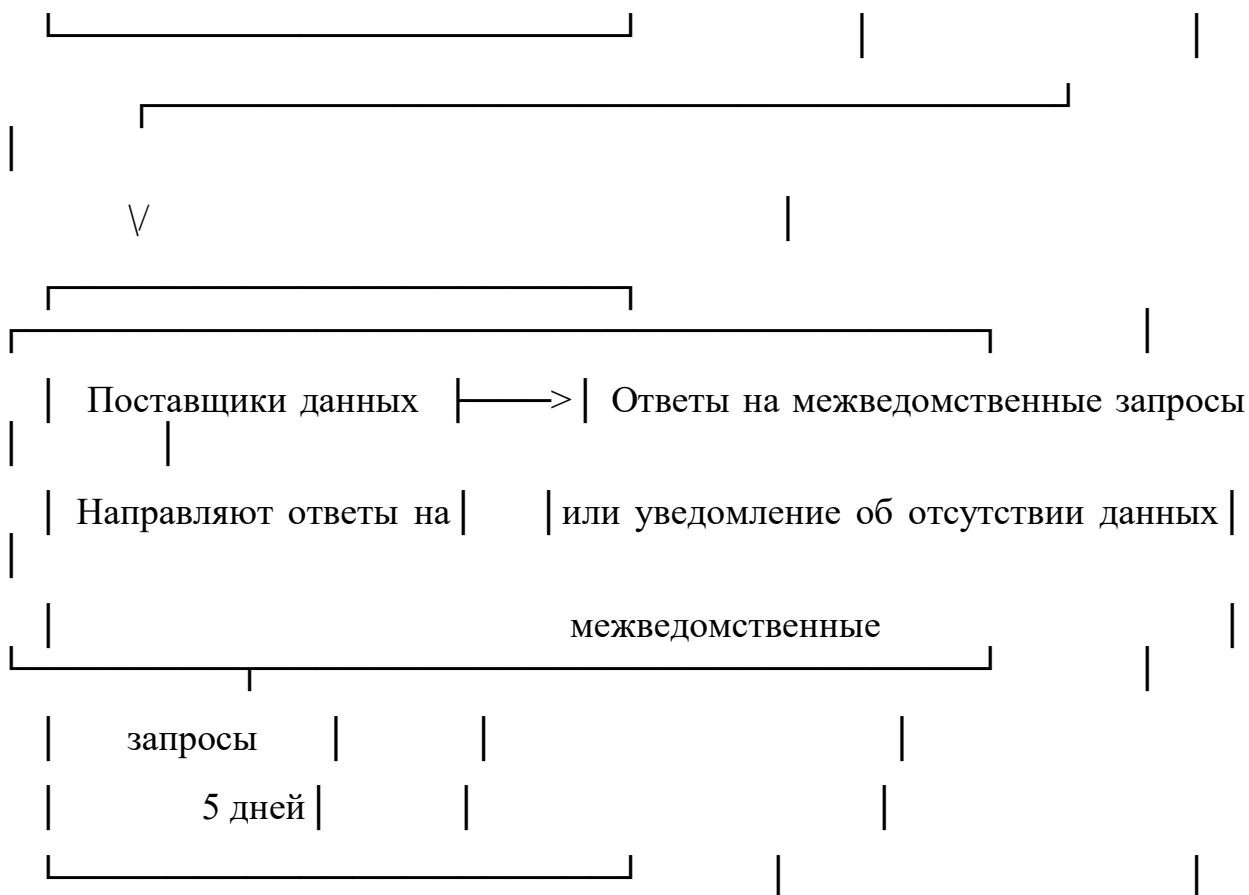 Поставщики данных Ответы на межведомственные запросы
Направляют ответы на или уведомление об отсутствии данных
межведомственные
запросы
5 дней